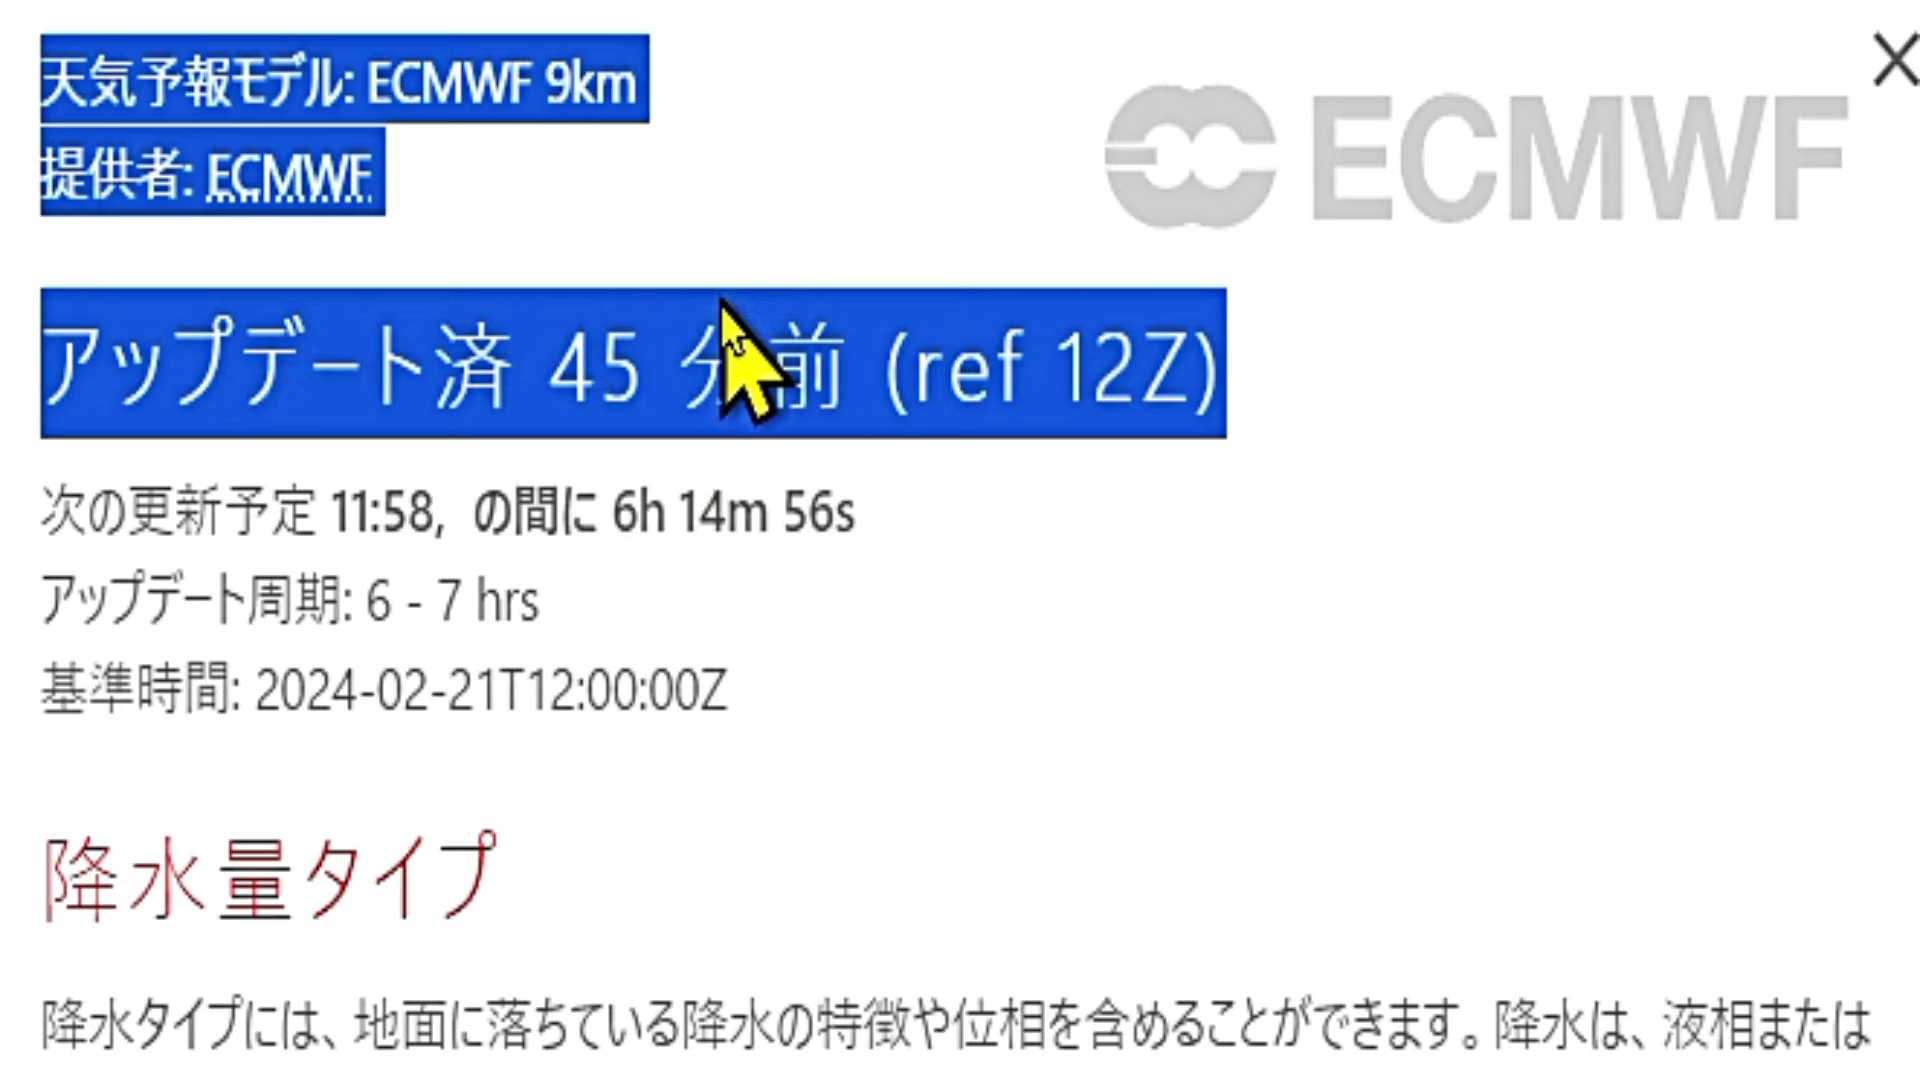 天気予報モデル: ECMWF 9km
提供者: ECMWF
ECMWF
アップデート済 45 分前 (ref 12Z)
次の更新予定 11:58, の間に 6h 14m 56s
アップデート周期: 6 - 7 hrs
基準時間: 2024-02-21T12:00:00Z
降水量タイプ
降水タイプには、地面に落ちている降水の特徴や位相を含めることができます。降水は、液相または